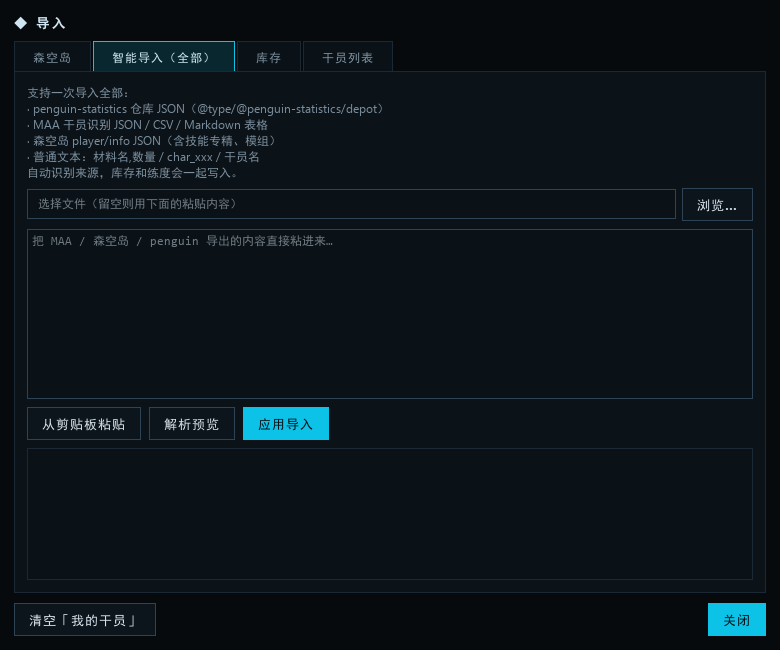 ◆ 导入
森空岛
智能导入（全部）
库存
干员列表
支持一次导入全部：
· penguin-statistics 仓库 JSON（@type/@penguin-statistics/depot）
· MAA 干员识别 JSON / CSV / Markdown 表格
· 森空岛 player/info JSON（含技能专精、模组）
· 普通文本：材料名,数量 / char_xxx / 干员名
自动识别来源，库存和练度会一起写入。
选择文件（留空则用下面的粘贴内容）
浏览…
把 MAA / 森空岛 / penguin 导出的内容直接粘进来…
从剪贴板粘贴
解析预览
应用导入
清空「我的干员」
关闭